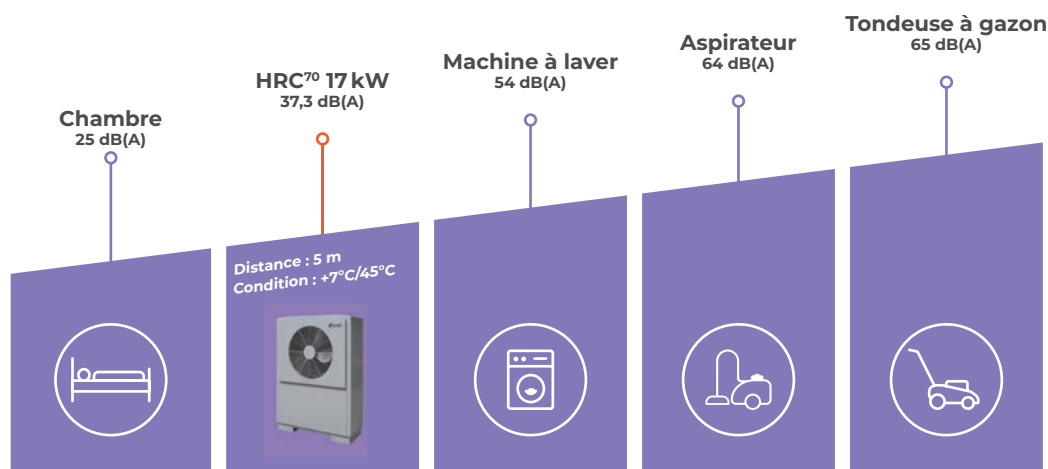 Chambre
25 dB(A)
HRC⁷⁰ 17 kW
37,3 dB(A)
Machine à laver
54 dB(A)
Aspirateur
64 dB(A)
Tondeuse à gazon
65 dB(A)
Distance : 5 m
Condition : +7°C/45°C